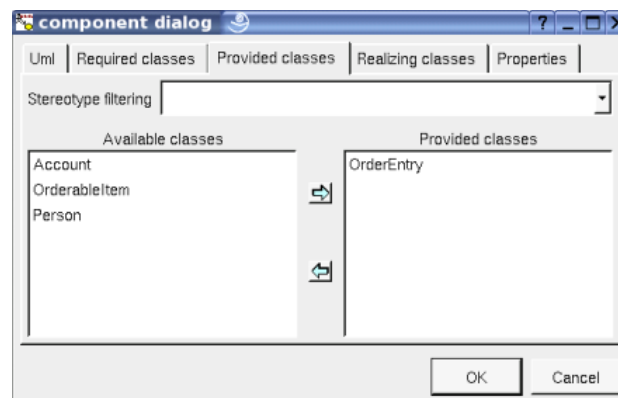 component dialog
Uml Required classes Provided classes Realizing classes Properties
Stereotype filtering
Available classes Provided classes
Account OrderEntry
OrderableItem
Person
OK Cancel